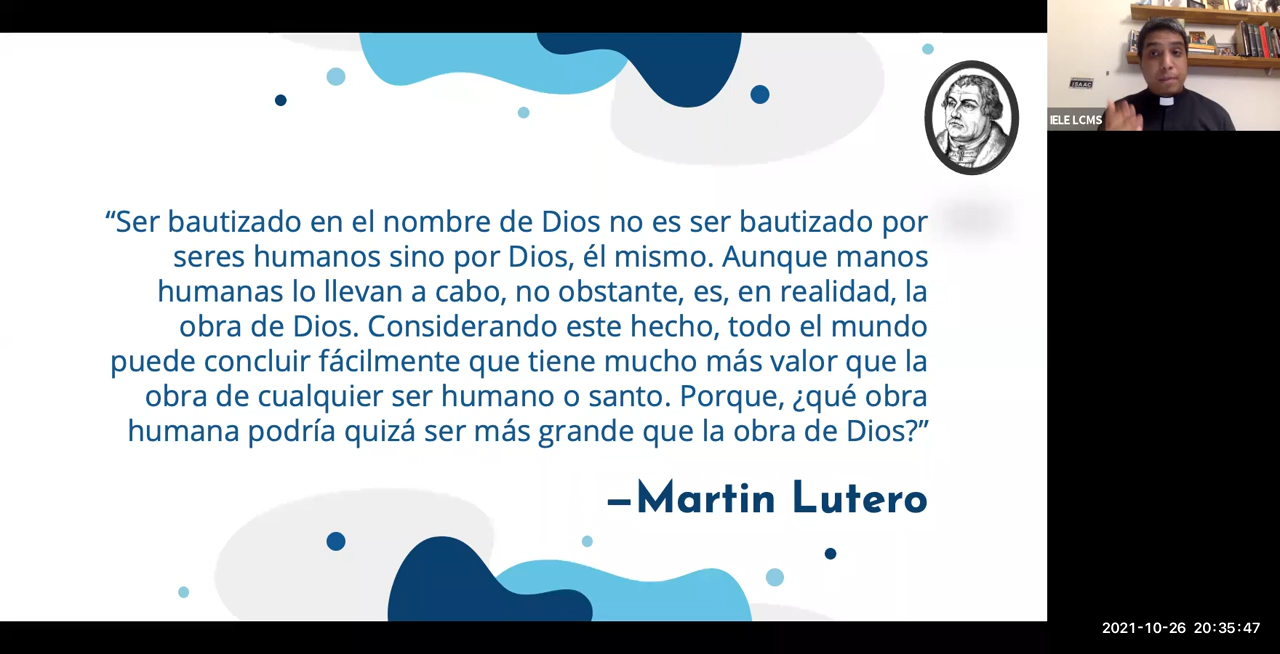 “Ser bautizado en el nombre de Dios no es ser bautizado por
seres humanos sino por Dios, él mismo. Aunque manos
humanas lo llevan a cabo, no obstante, es, en realidad, la
obra de Dios. Considerando este hecho, todo el mundo
puede concluir fácilmente que tiene mucho más valor que la
obra de cualquier ser humano o santo. Porque, ¿qué obra
humana podría quizá ser más grande que la obra de Dios?”
—Martin Lutero
ISAAC
IELE LCMS
2021-10-26 20:35:47